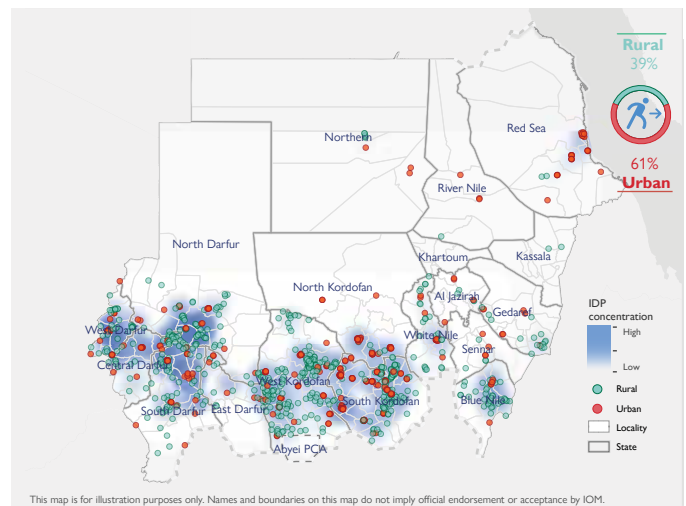 Rural
39%
61%
Urban
Northern
Red Sea
River Nile
North Darfur
Khartoum
Kassala
North Kordofan
Al Jazirah
Gedaref
West Darfur
White Nile
Sennar
Central Darfur
West Kordofan
South Darfur
East Darfur
South Kordofan
Blue Nile
Abyei PCA
IDP
concentration
High
Low
Rural
Urban
Locality
State
This map is for illustration purposes only. Names and boundaries on this map do not imply official endorsement or acceptance by IOM.